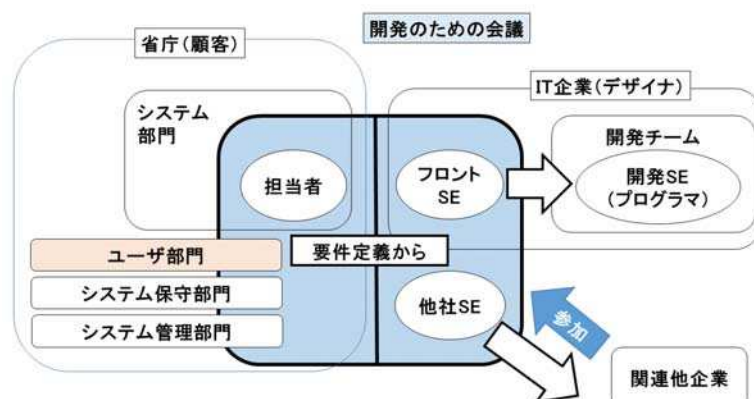 開発のための会議
省庁(顧客)
IT企業(デザイナ)
システム
部門
開発チーム
担当者
フロント
SE
開発SE
(プログラマ)
ユーザ部門
要件定義から
システム保守部門
他社SE
システム管理部門
参加
関連他企業